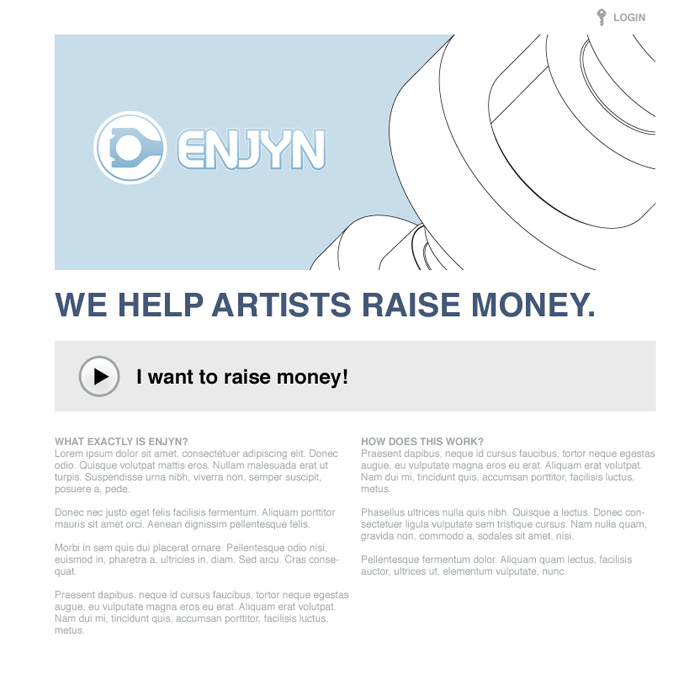 LOGIN
ENJYN
WE HELP ARTISTS RAISE MONEY.
I want to raise money!
WHAT EXACTLY IS ENJYN?
Lorem ipsum dolor sit amet, consectetuer adipiscing elit. Donec
odio. Quisque volutpat mattis eros. Nullam malesuada erat ut
turpis. Suspendisse urna nibh, viverra non, semper suscipit,
posuere a, pede.
Donec nec justo eget felis facilisis fermentum. Aliquam porttitor
mauris sit amet orci. Aenean dignissim pellentesque felis.
Morbi in sem quis dui placerat ornare. Pellentesque odio nisi,
euismod in, pharetra a, ultricies in, diam. Sed arcu. Cras conse-
quat.
Praesent dapibus, neque id cursus faucibus, tortor neque egestas
augue, eu vulputate magna eros eu erat. Aliquam erat volutpat.
Nam dui mi, tincidunt quis, accumsan porttitor, facilisis luctus,
metus.
HOW DOES THIS WORK?
Praesent dapibus, neque id cursus faucibus, tortor neque egestas
augue, eu vulputate magna eros eu erat. Aliquam erat volutpat.
Nam dui mi, tincidunt quis, accumsan porttitor, facilisis luctus,
metus.
Phasellus ultrices nulla quis nibh. Quisque a lectus. Donec con-
sectetuer ligula vulputate sem tristique cursus. Nam nulla quam,
gravida non, commodo a, sodales sit amet, nisi.
Pellentesque fermentum dolor. Aliquam quam lectus, facilisis
auctor, ultrices ut, elementum vulputate, nunc.